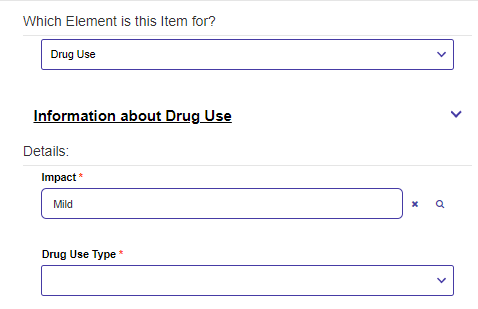 Which Element is this Item for?
Drug Use
Information about Drug Use
Details:
Impact *
Mild
Drug Use Type *